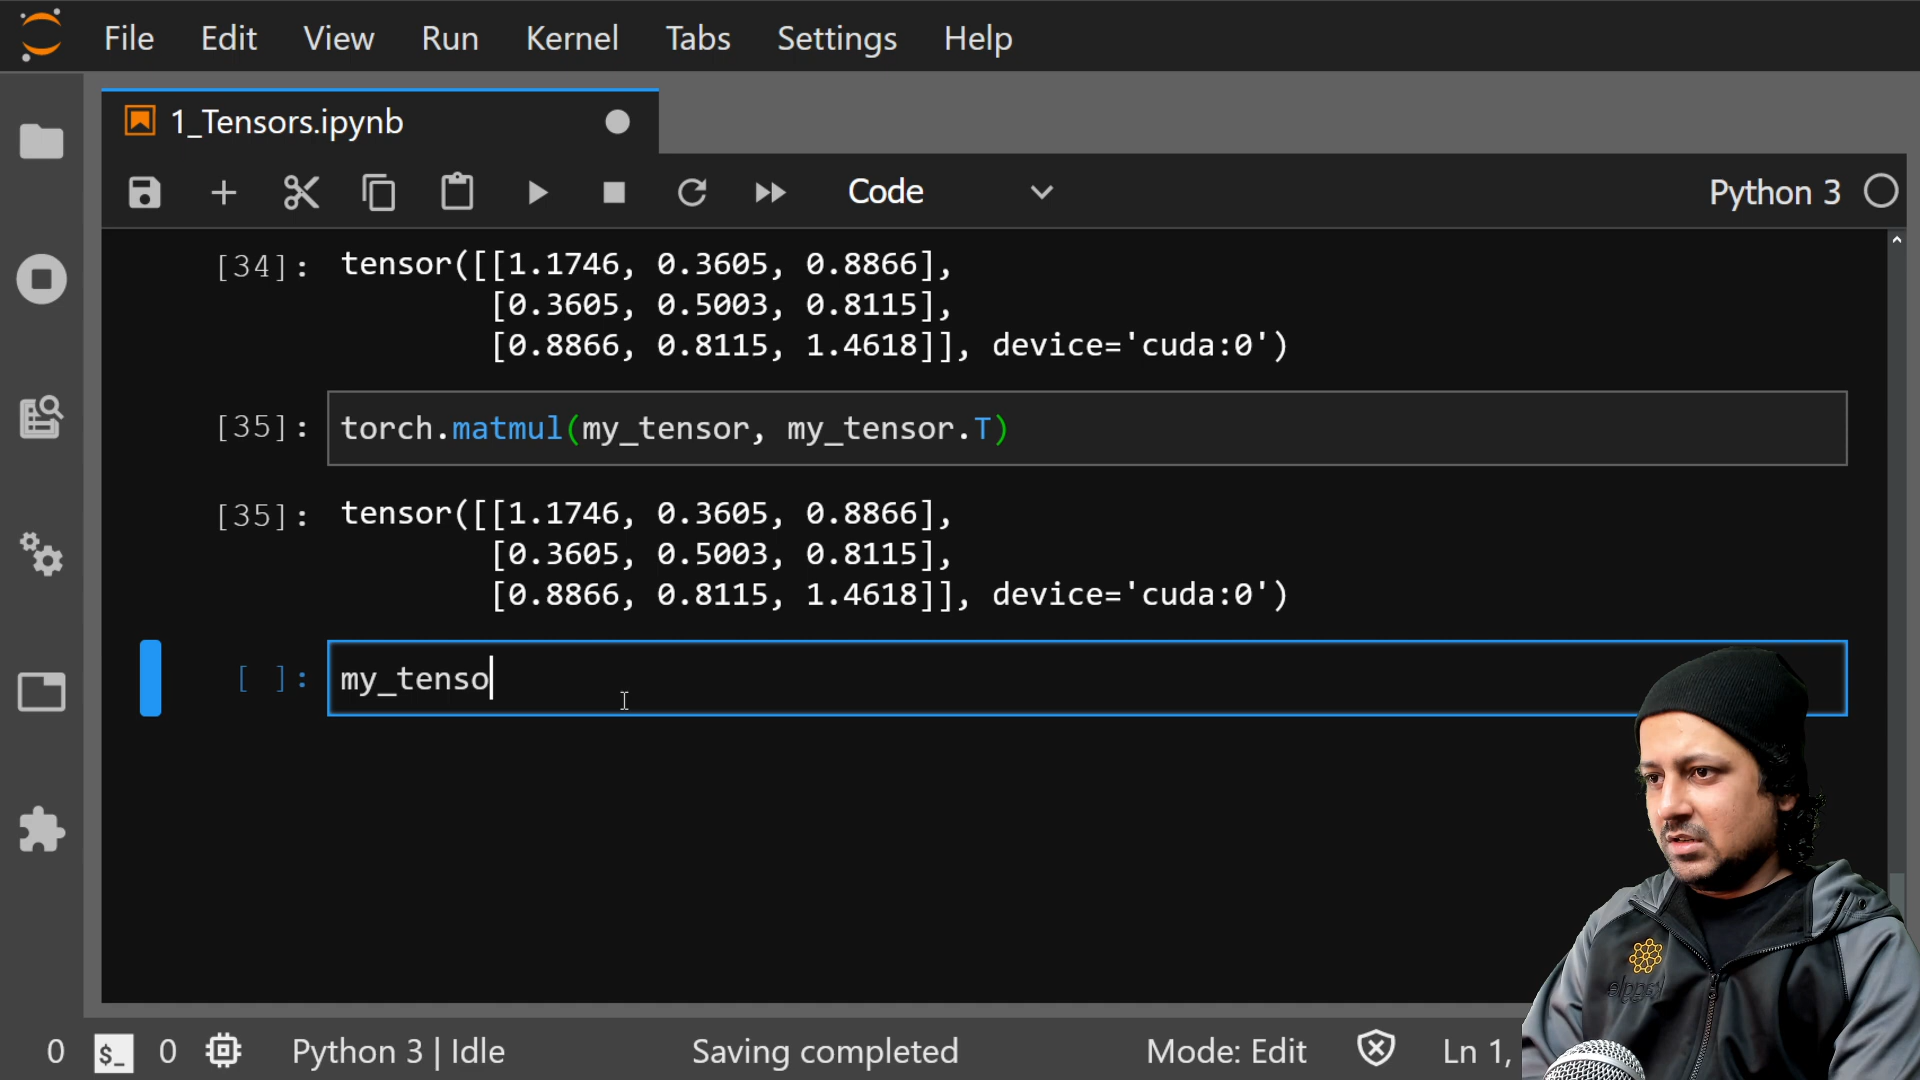 File Edit View Run Kernel Tabs Settings Help
1_Tensors.ipynb
Code Python 3
[34]: tensor([[1.1746, 0.3605, 0.8866],
[0.3605, 0.5003, 0.8115],
[0.8866, 0.8115, 1.4618]], device='cuda:0')
[35]: torch.matmul(my_tensor, my_tensor.T)
[35]: tensor([[1.1746, 0.3605, 0.8866],
[0.3605, 0.5003, 0.8115],
[0.8866, 0.8115, 1.4618]], device='cuda:0')
[ ]: my_tenso
0 $_ 0 Python 3 | Idle Saving completed Mode: Edit Ln 1,